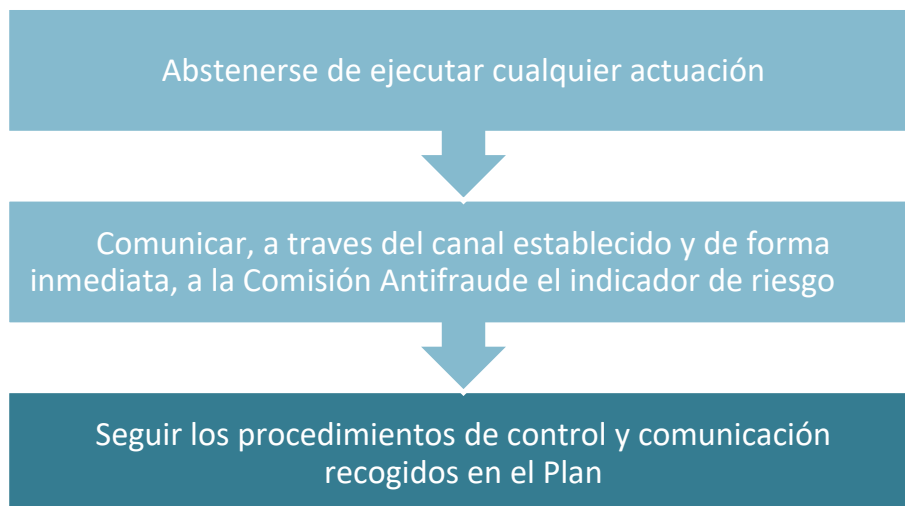 Abstenerse de ejecutar cualquier actuación
Comunicar, a traves del canal establecido y de forma
inmediata, a la Comisión Antifraude el indicador de riesgo
Seguir los procedimientos de control y comunicación
recogidos en el Plan